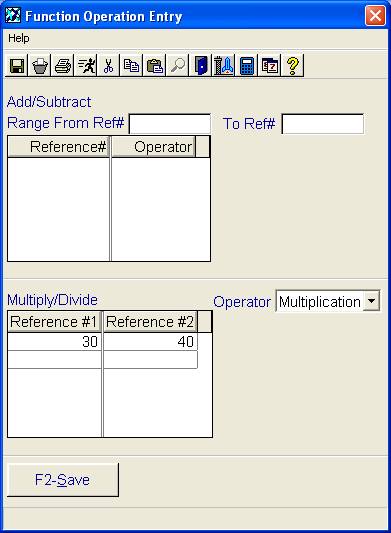 Function Operation Entry
Help
Add/Subtract
Range From Ref# To Ref#
Reference# Operator
Multiply/Divide Operator Multiplication
Reference #1 Reference #2
30 40
F2-Save